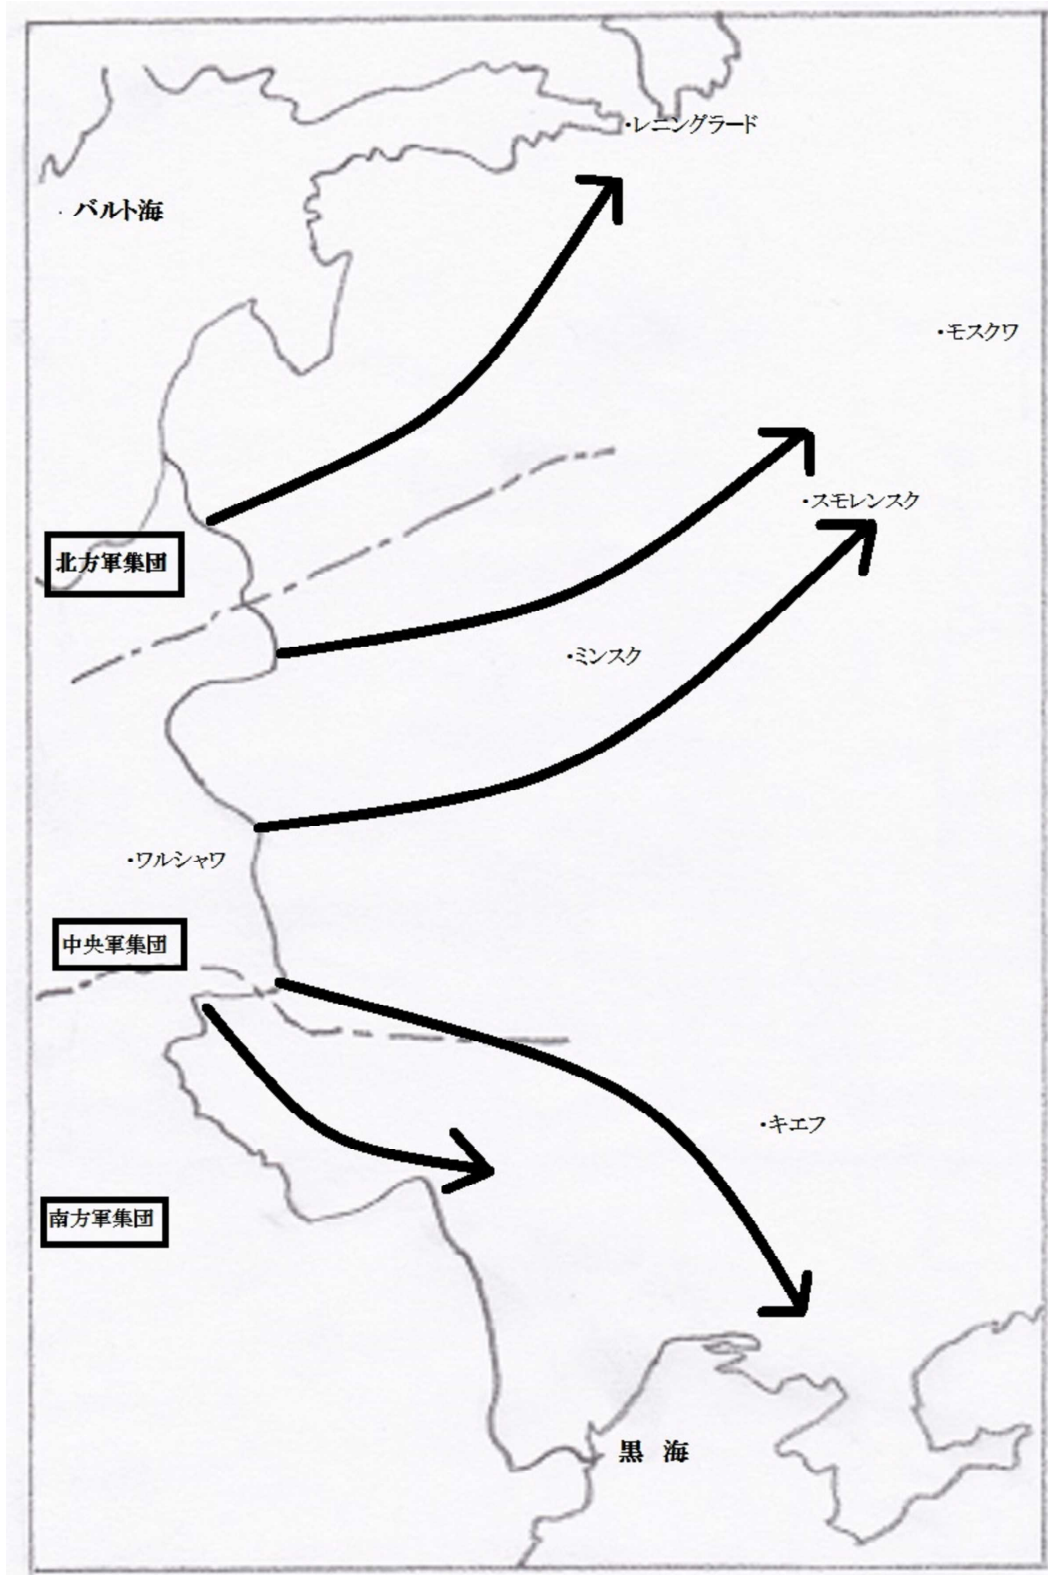 ・レニングラード
・バルト海
・モスクワ
・スモレンスク
北方軍集団
・ミンスク
・ワルシャワ
中央軍集団
・キエフ
南方軍集団
黒 海